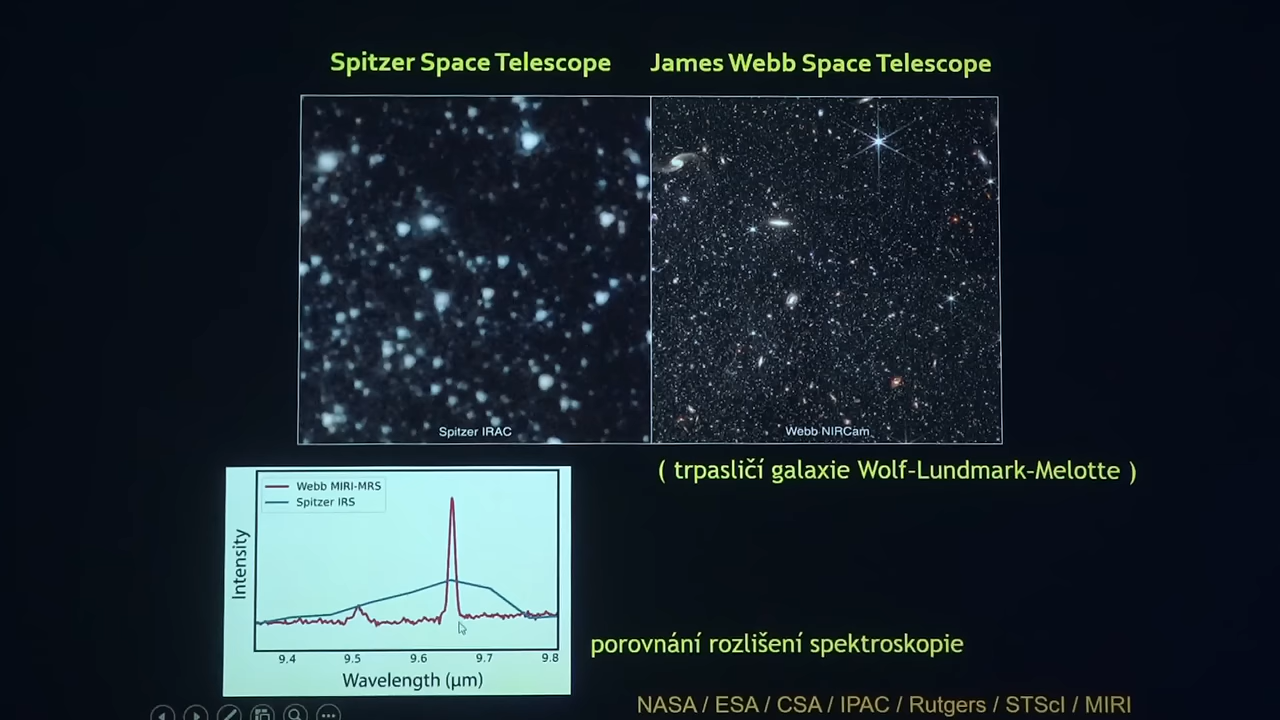 Spitzer Space Telescope
James Webb Space Telescope
Spitzer IRAC
Webb NIRCam
( trpasličí galaxie Wolf-Lundmark-Melotte )
Webb MIRI-MRS
Spitzer IRS
Intensity
9.4 9.5 9.6 9.7 9.8
Wavelength (µm)
porovnání rozlišení spektroskopie
NASA / ESA / CSA / IPAC / Rutgers / STScI / MIRI